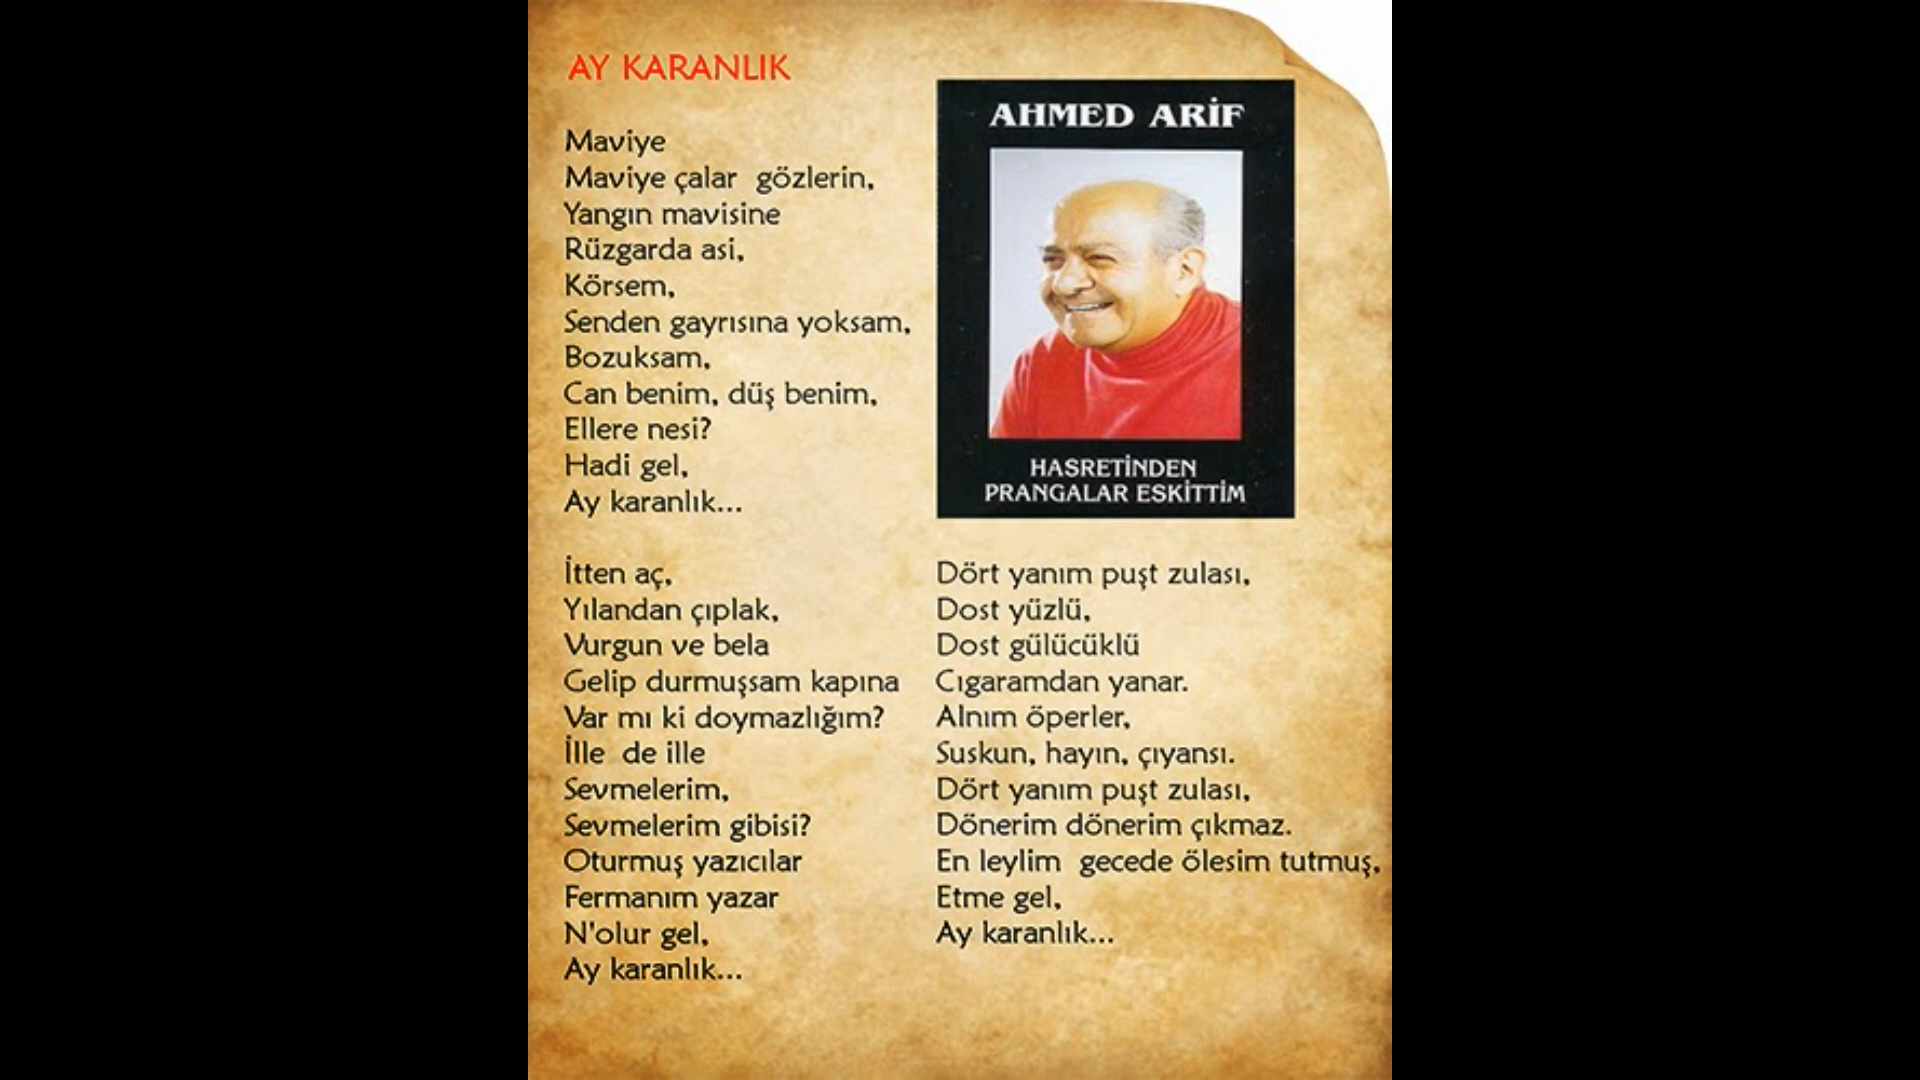 AY KARANLIK
Maviye
Maviye çalar gözlerin,
Yangın mavisine
Rüzgarda asi,
Körsem,
Senden gayrısına yoksam,
Bozuksam,
Can benim, düş benim,
Ellere nesi?
Hadi gel,
Ay karanlık...
AHMED ARİF
HASRETİNDEN
PRANGALAR ESKİTTİM
İtten aç,
Yılandan çıplak,
Vurgun ve bela
Gelip durmuşsam kapına
Var mı ki doymazlığım?
İlle de ille
Sevmelerim,
Sevmelerim gibisi?
Oturmuş yazıcılar
Fermanım yazar
N'olur gel,
Ay karanlık...
Dört yanım puşt zulası,
Dost yüzlü,
Dost gülücüklü
Cıgaramdan yanar.
Alnım öperler,
Suskun, hayın, çıyansı.
Dört yanım puşt zulası,
Dönerim dönerim çıkmaz.
En leylim gecede ölesim tutmuş,
Etme gel,
Ay karanlık...